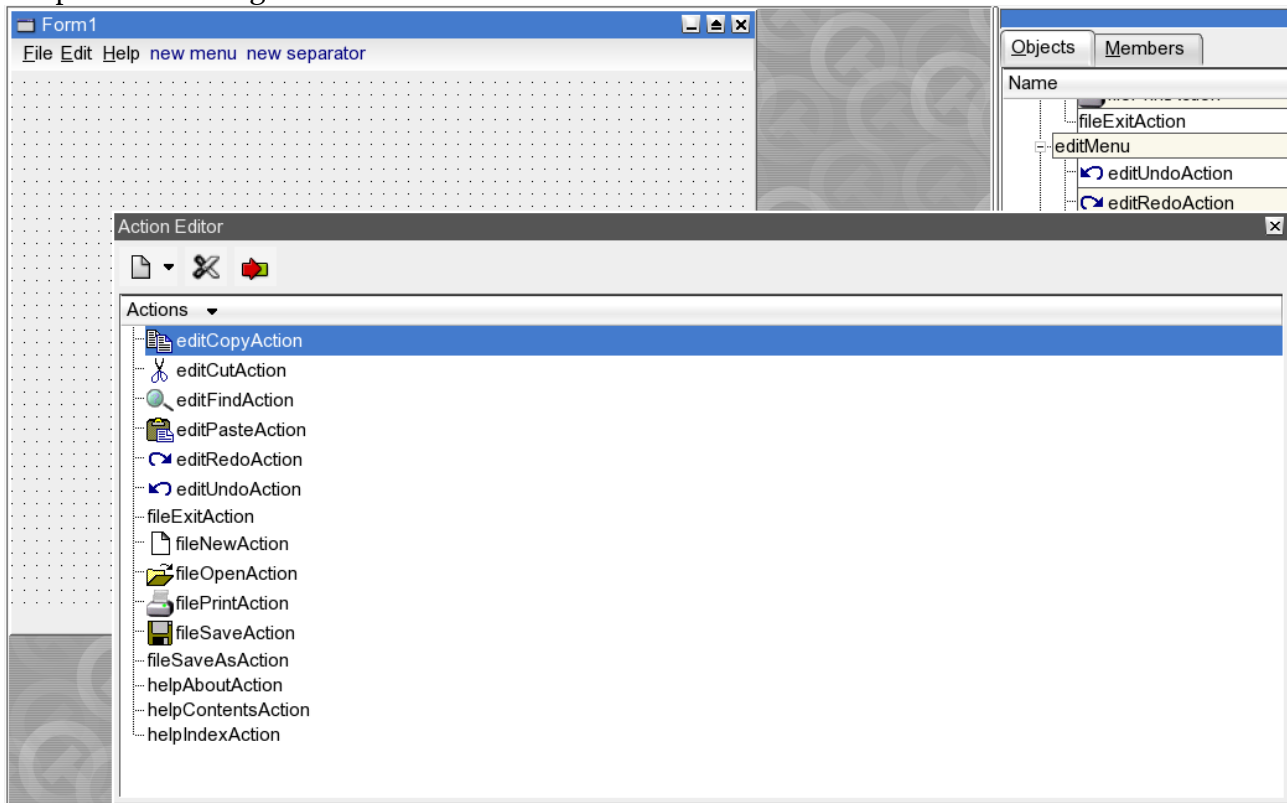 Form1
File Edit Help new menu new separator
Objects Members
Name
fileExitAction
editMenu
editUndoAction
editRedoAction
Action Editor
Actions
editCopyAction
editCutAction
editFindAction
editPasteAction
editRedoAction
editUndoAction
fileExitAction
fileNewAction
fileOpenAction
filePrintAction
fileSaveAction
fileSaveAsAction
helpAboutAction
helpContentsAction
helpIndexAction